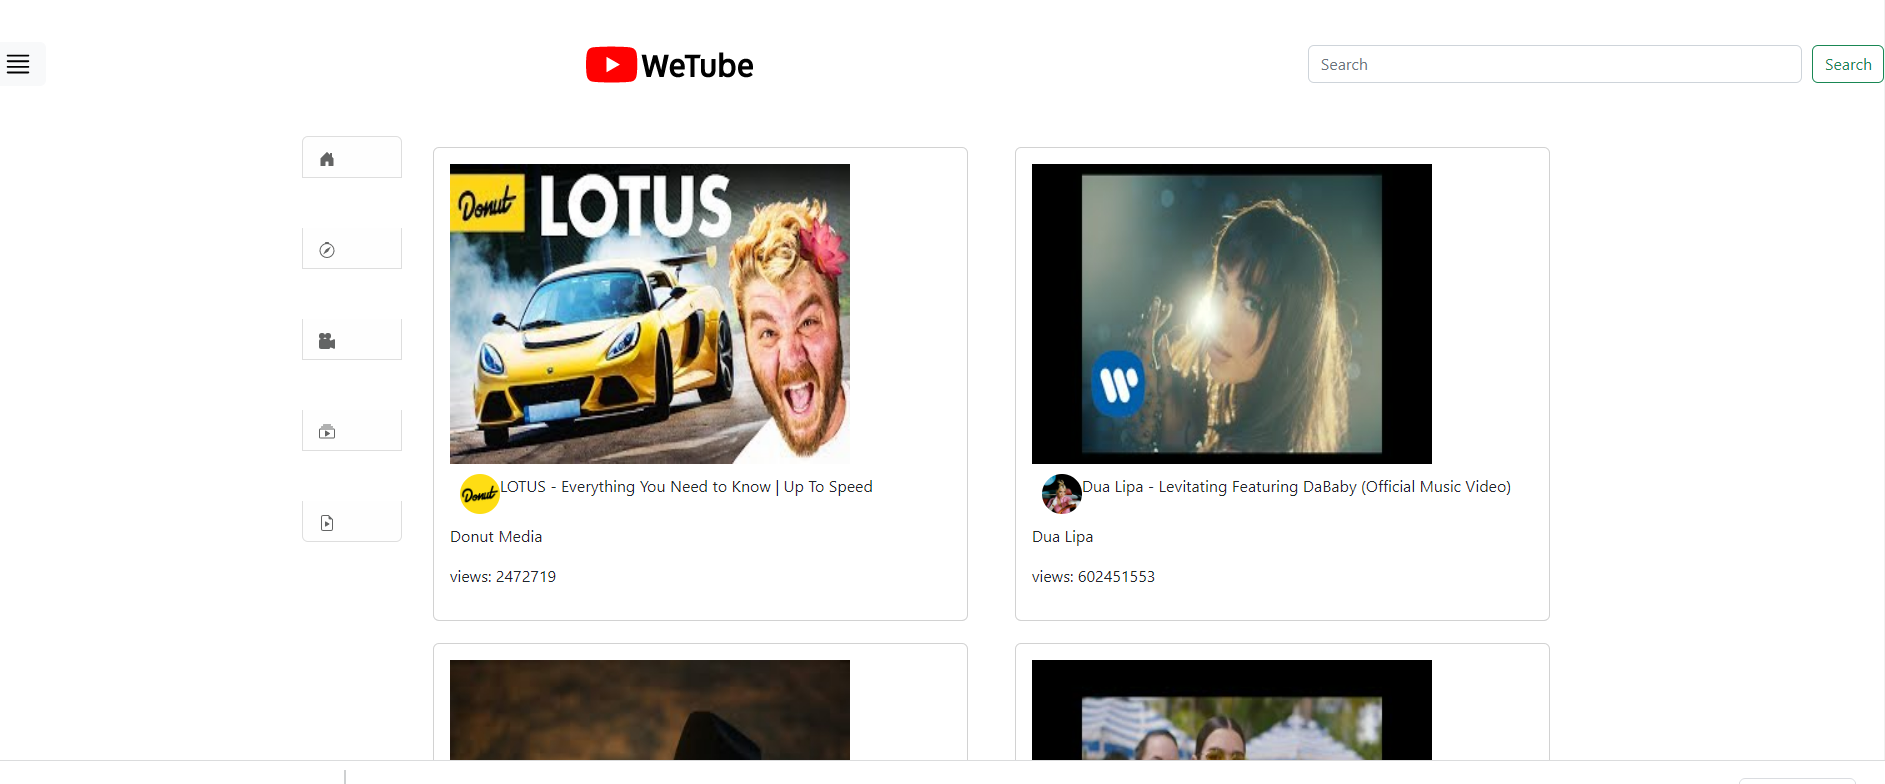 WeTube
Search
Search
Donut
LOTUS
Donut
LOTUS - Everything You Need to Know | Up To Speed
Donut Media
views: 2472719
Dua Lipa - Levitating Featuring DaBaby (Official Music Video)
Dua Lipa
views: 602451553